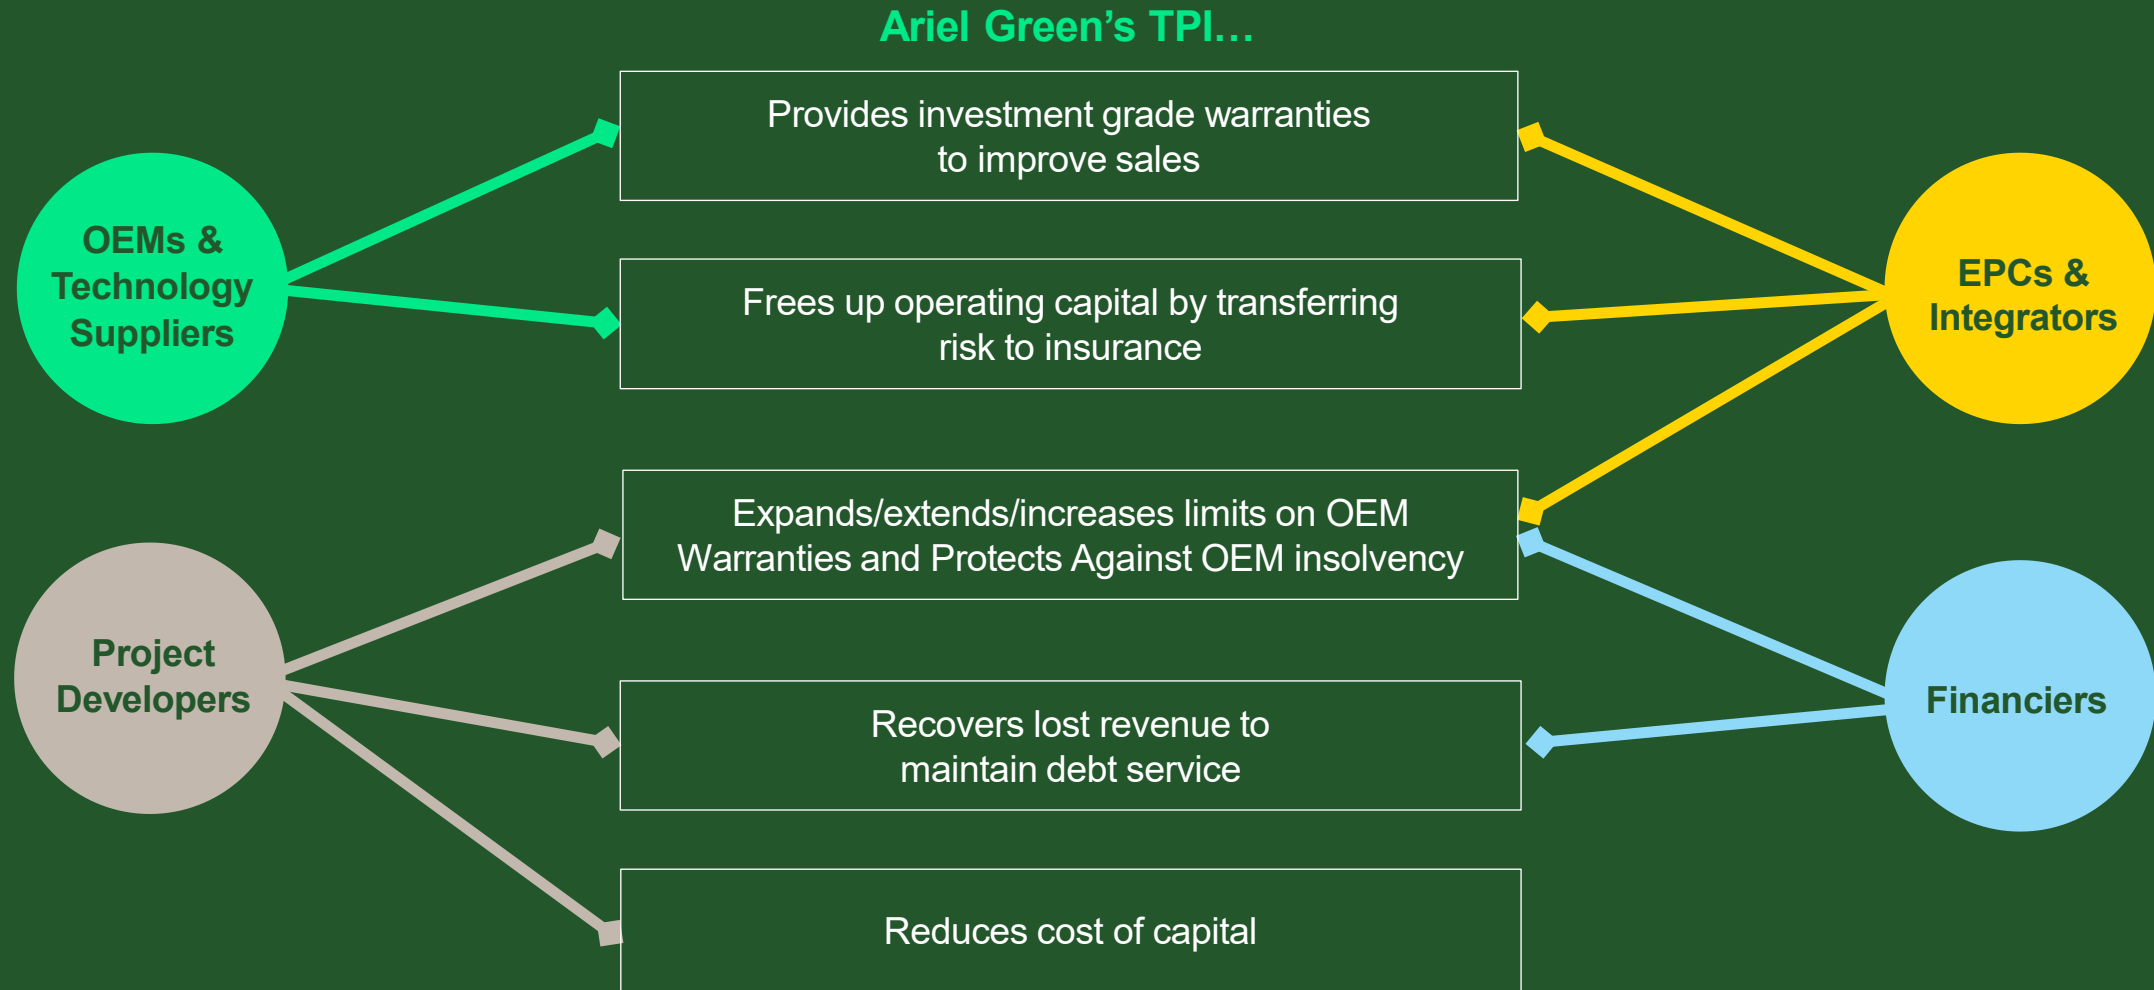 Ariel Green’s TPI…
Provides investment grade warranties
to improve sales
OEMs &
Technology
Suppliers
EPCs &
Integrators
Frees up operating capital by transferring
risk to insurance
Expands/extends/increases limits on OEM
Warranties and Protects Against OEM insolvency
Project
Developers
Financiers
Recovers lost revenue to
maintain debt service
Reduces cost of capital